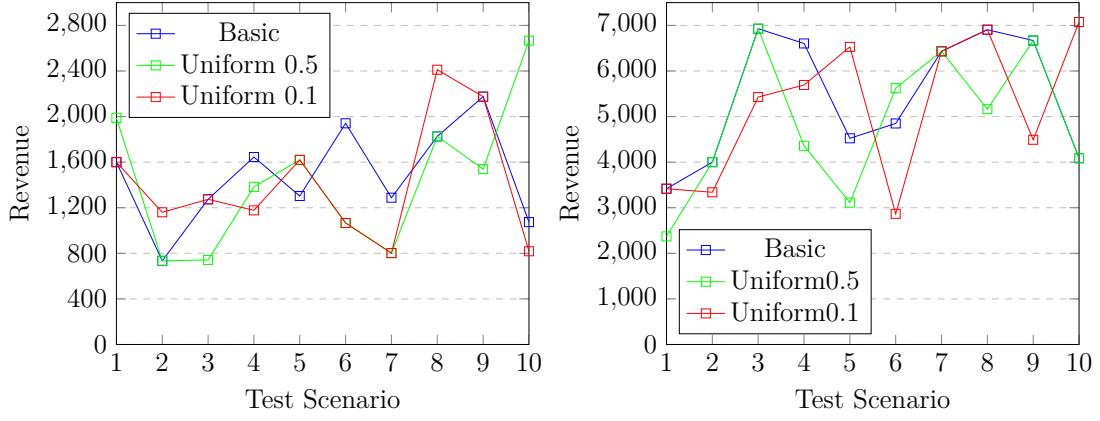 2,800
2,400
2,000
1,600
1,200
800
400
0
Revenue
Basic
Uniform 0.5
Uniform 0.1
1 2 3 4 5 6 7 8 9 10
Test Scenario
7,000
6,000
5,000
4,000
3,000
2,000
1,000
0
Revenue
Basic
Uniform0.5
Uniform0.1
1 2 3 4 5 6 7 8 9 10
Test Scenario